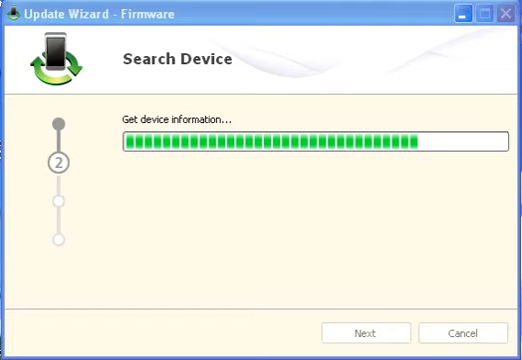 Update Wizard - Firmware
Search Device
Get device information...
2
Next
Cancel